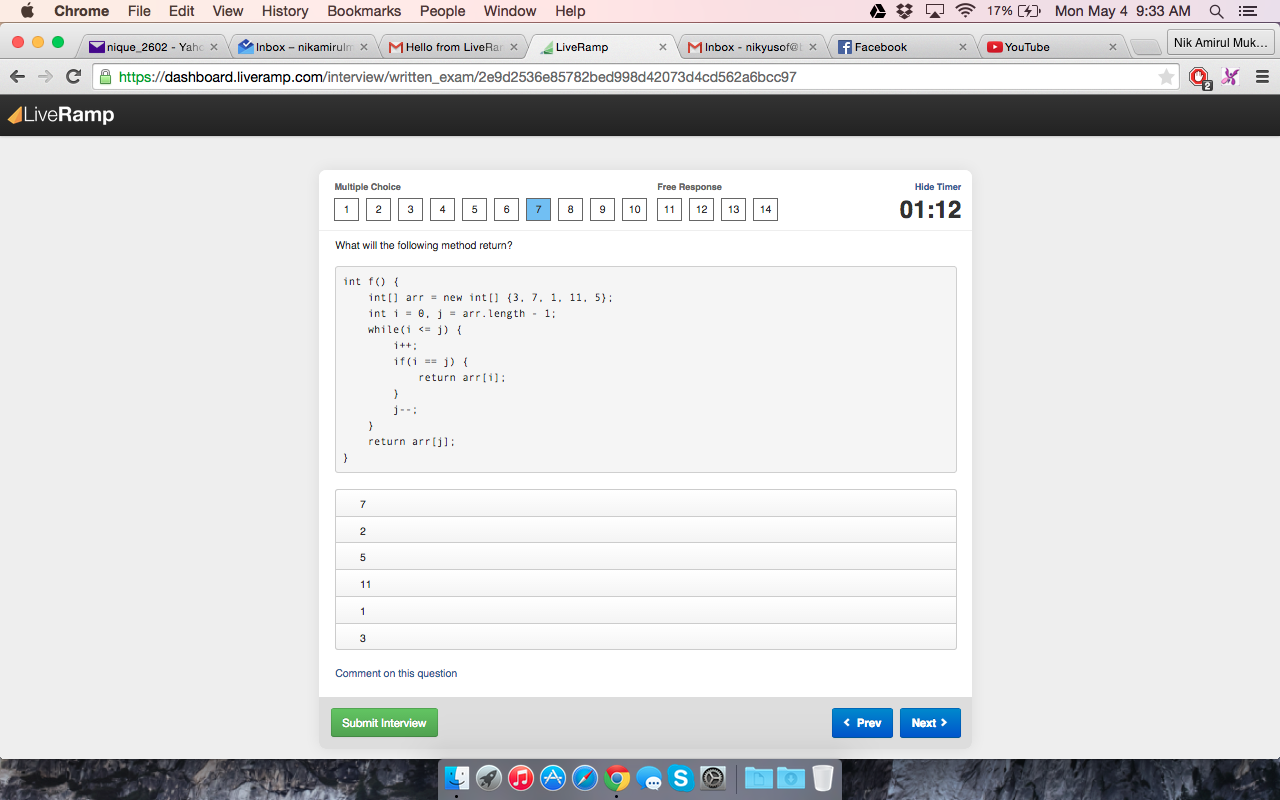 Chrome File Edit View History Bookmarks People Window Help 17% Mon May 4 9:33 AM
nique_2602 - Yaho Inbox – nikamirulm Hello from LiveRam LiveRamp Inbox - nikyusof@ Facebook YouTube Nik Amirul Muk...
https://dashboard.liveramp.com/interview/written_exam/2e9d2536e85782bed998d42073d4cd562a6bcc97 2
LiveRamp
Multiple Choice Free Response Hide Timer
1 2 3 4 5 6 7 8 9 10 11 12 13 14 01:12
What will the following method return?
int f() {
int[] arr = new int[] {3, 7, 1, 11, 5};
int i = 0, j = arr.length - 1;
while(i <= j) {
i++;
if(i == j) {
return arr[i];
}
j--;
}
return arr[j];
}
7
2
5
11
1
3
Comment on this question
Submit Interview Prev Next